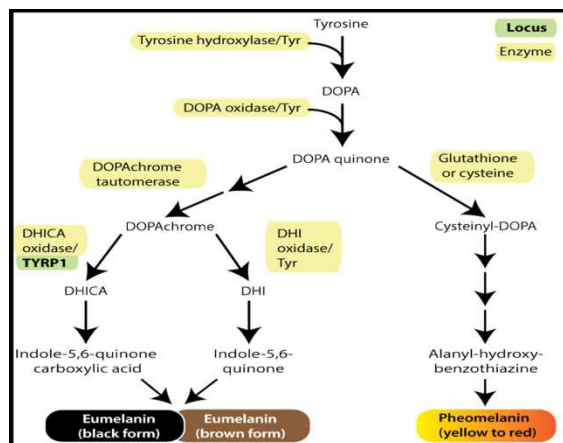 Tyrosine
Locus
Tyrosine hydroxylase/Tyr
Enzyme
DOPA
DOPA oxidase/Tyr
DOPA quinone
DOPAchrome
tautomerase
Glutathione
or cysteine
DOPAchrome
Cysteinyl-DOPA
DHICA
oxidase/
TYRP1
DHI
oxidase/
Tyr
DHICA
DHI
Indole-5,6-quinone
carboxylic acid
Indole-5,6-
quinone
Alanyl-hydroxy-
benzothiazine
Eumelanin
(black form)
Eumelanin
(brown form)
Pheomelanin
(yellow to red)